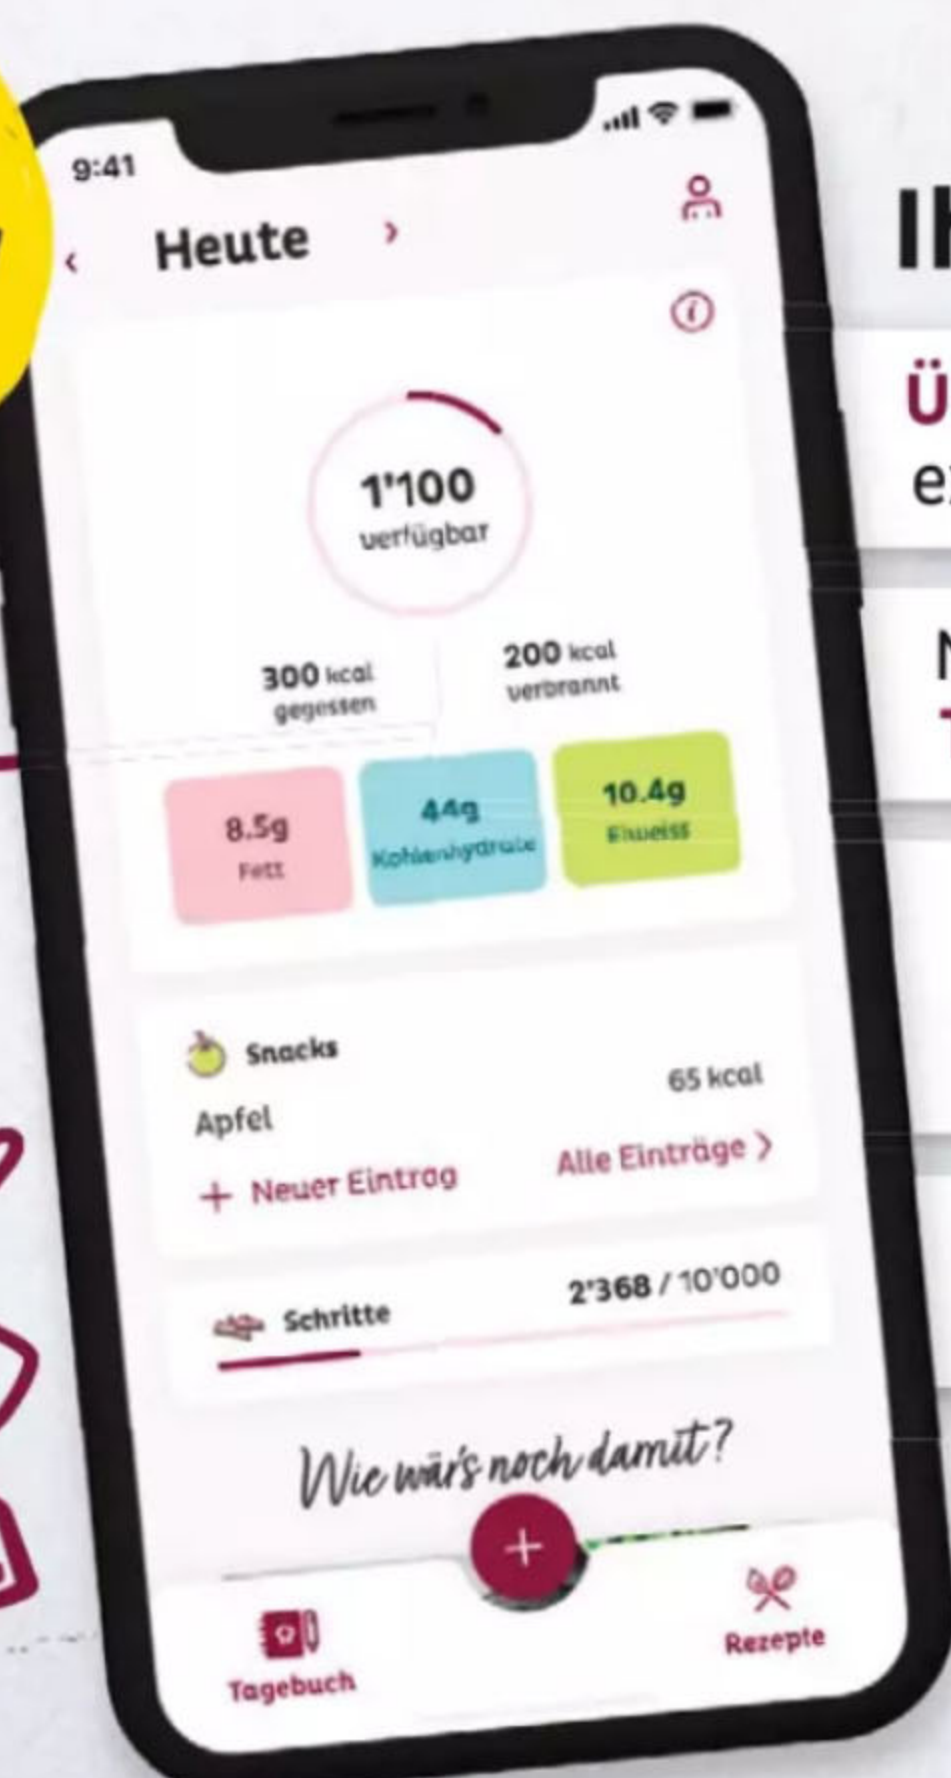 9:41
Heute
1'100
verfügbar
300 kcal
gegessen
200 kcal
verbrannt
8.5g
Fett
44g
Kohlenhydrate
10.4g
Eiweiss
Snacks
Apfel
65 kcal
+ Neuer Eintrag
Alle Einträge >
Schritte
2'368 / 10'000
Wie wär's noch damit?
Tagebuch
Rezepte